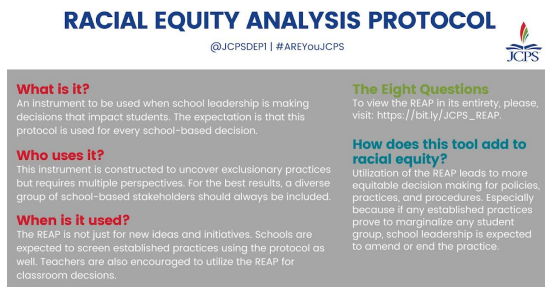 RACIAL EQUITY ANALYSIS PROTOCOL
@JCPSDEP1 | #AREYouJCPS
JCPS
What is it?
An instrument to be used when school leadership is making
decisions that impact students. The expectation is that this
protocol is used for every school-based decision.
Who uses it?
This instrument is constructed to uncover exclusionary practices
but requires multiple perspectives. For the best results, a diverse
group of school-based stakeholders should always be included.
When is it used?
The REAP is not just for new ideas and initiatives. Schools are
expected to screen established practices using the protocol as
well. Teachers are also encouraged to utilize the REAP for
classroom decsions.
The Eight Questions
To view the REAP in its entirety, please,
visit: https://bit.ly/JCPS_REAP.
How does this tool add to
racial equity?
Utilization of the REAP leads to more
equitable decision making for policies,
practices, and procedures. Especially
because if any established practices
prove to marginalize any student
group, school leadership is expected
to amend or end the practice.